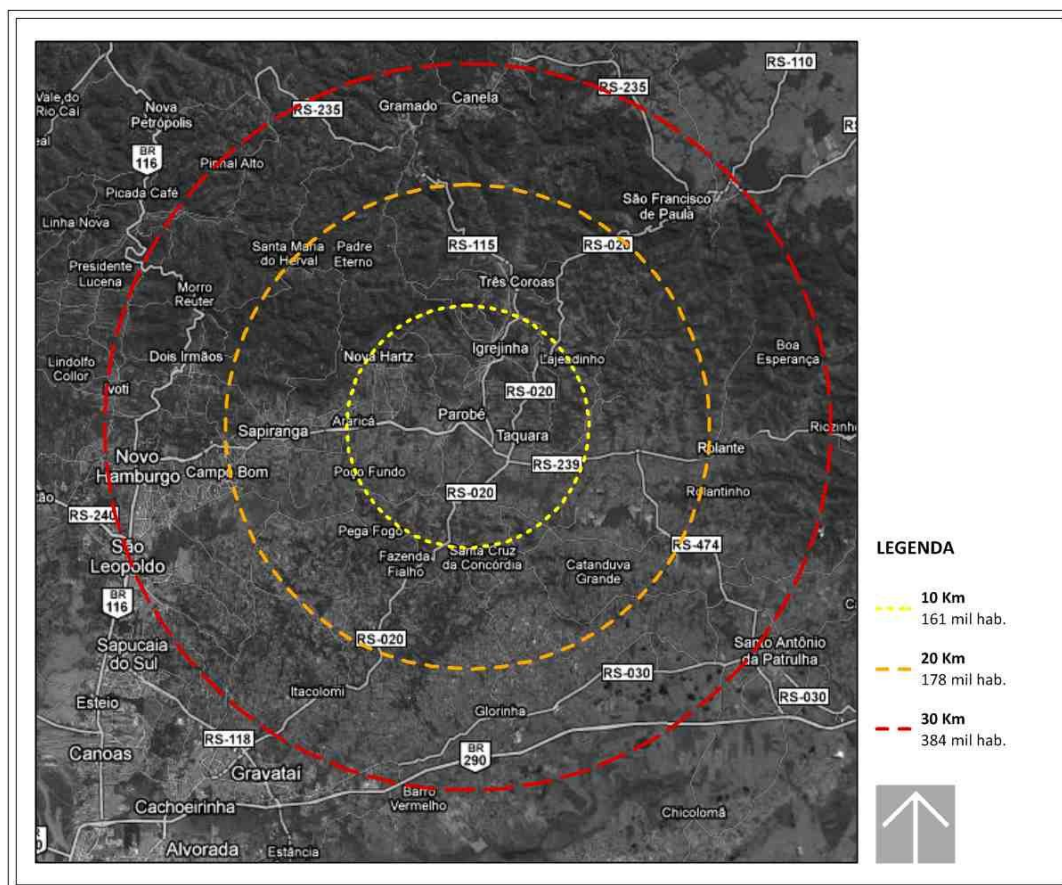 RS-110
RS-235
RS-235
Canela
Gramado
Vale do
Rio Caí
Nova
Petrópolis
BR
116
Pinhal Alto
Picada Café
São Francisco
de Paula
Linha Nova
RS-115
RS-020
Santa Maria
do Herval
Padre
Eterno
Presidente
Lucena
Três Coroas
Morro
Reuter
Igrejinha
Boa
Esperança
Nova Hartz
Lajeadinho
Dois Irmãos
Lindolfo
Collor
Ivoti
RS-020
Parobé
Araricá
Sapiranga
Taquara
Riozinho
Rolante
Novo
Hamburgo
Campo Bom
RS-239
Poço Fundo
RS-020
Rolantinho
RS-240
Pega Fogo
São
Leopoldo
Fazenda
Fialho
Santa Cruz
da Concórdia
RS-474
Catanduva
Grande
BR
116
RS-020
Sapucaia
do Sul
Santo Antônio
da Patrulha
RS-030
RS-030
Itacolomi
Esteio
Glorinha
RS-118
Canoas
BR
290
Gravataí
Barro
Vermelho
Cachoeirinha
Chicolomã
Alvorada
Estância
LEGENDA
10 Km
161 mil hab.
20 Km
178 mil hab.
30 Km
384 mil hab.